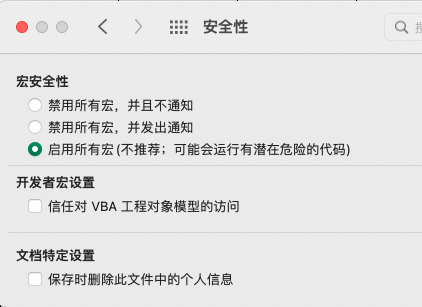 安全性
宏安全性
禁用所有宏，并且不通知
禁用所有宏，并发出通知
启用所有宏 (不推荐；可能会运行有潜在危险的代码)
开发者宏设置
信任对 VBA 工程对象模型的访问
文档特定设置
保存时删除此文件中的个人信息